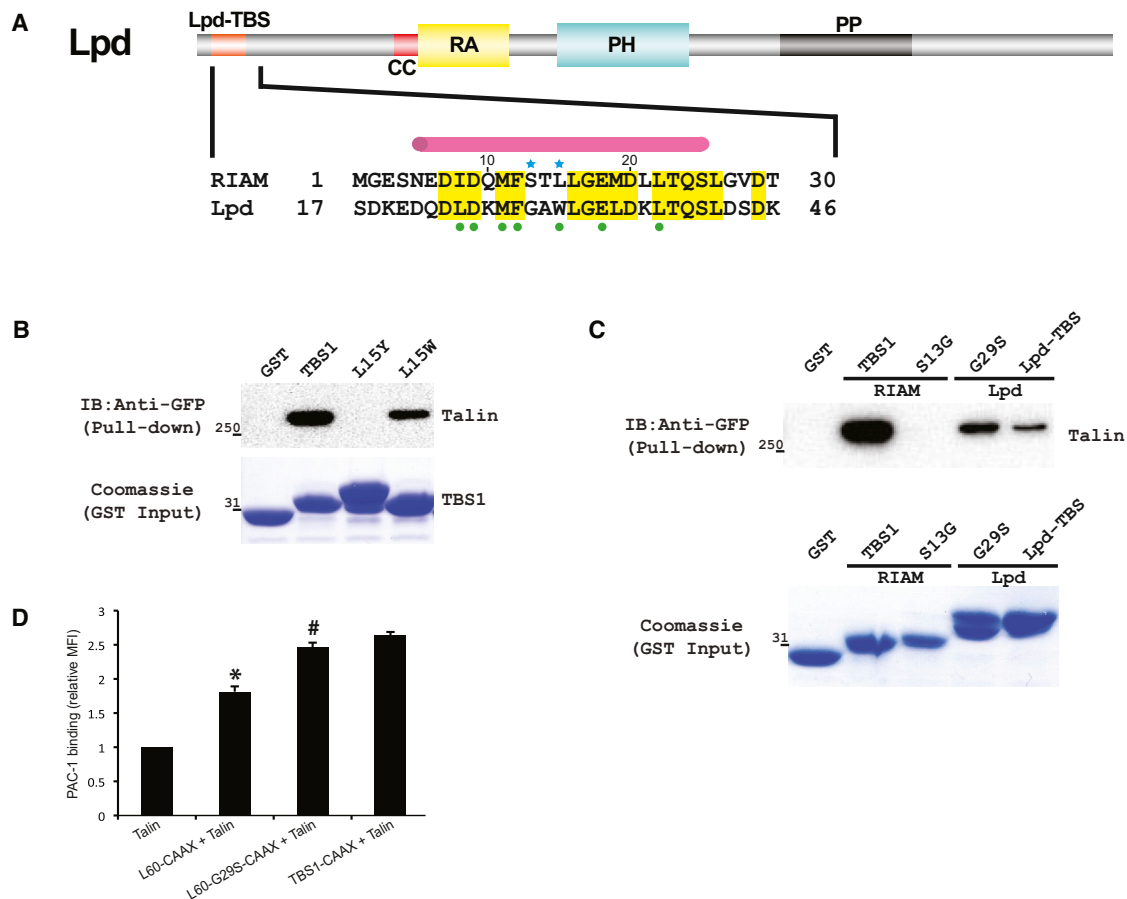 A
Lpd
Lpd-TBS
CC
RA
PH
PP
10
20
RIAM 1 MGESNEDIDQMFSTLLGEMDLLTQSLGVDT 30
Lpd 17 SDKEDQDLDKMFGAWLGELDKLTQSLDSDK 46
B
GST
TBS1
L15Y
L15W
IB:Anti-GFP
(Pull-down)
250
Talin
Coomassie
(GST Input)
31
TBS1
C
GST
TBS1
S13G
G29S
Lpd-TBS
RIAM
Lpd
IB:Anti-GFP
(Pull-down)
250
Talin
GST
TBS1
S13G
G29S
Lpd-TBS
RIAM
Lpd
Coomassie
(GST Input)
31
D
PAC-1 binding (relative MFI)
3
2.5
2
1.5
1
0.5
0
*
#
Talin
L60-CAAX + Talin
L60-G29S-CAAX + Talin
TBS1-CAAX + Talin